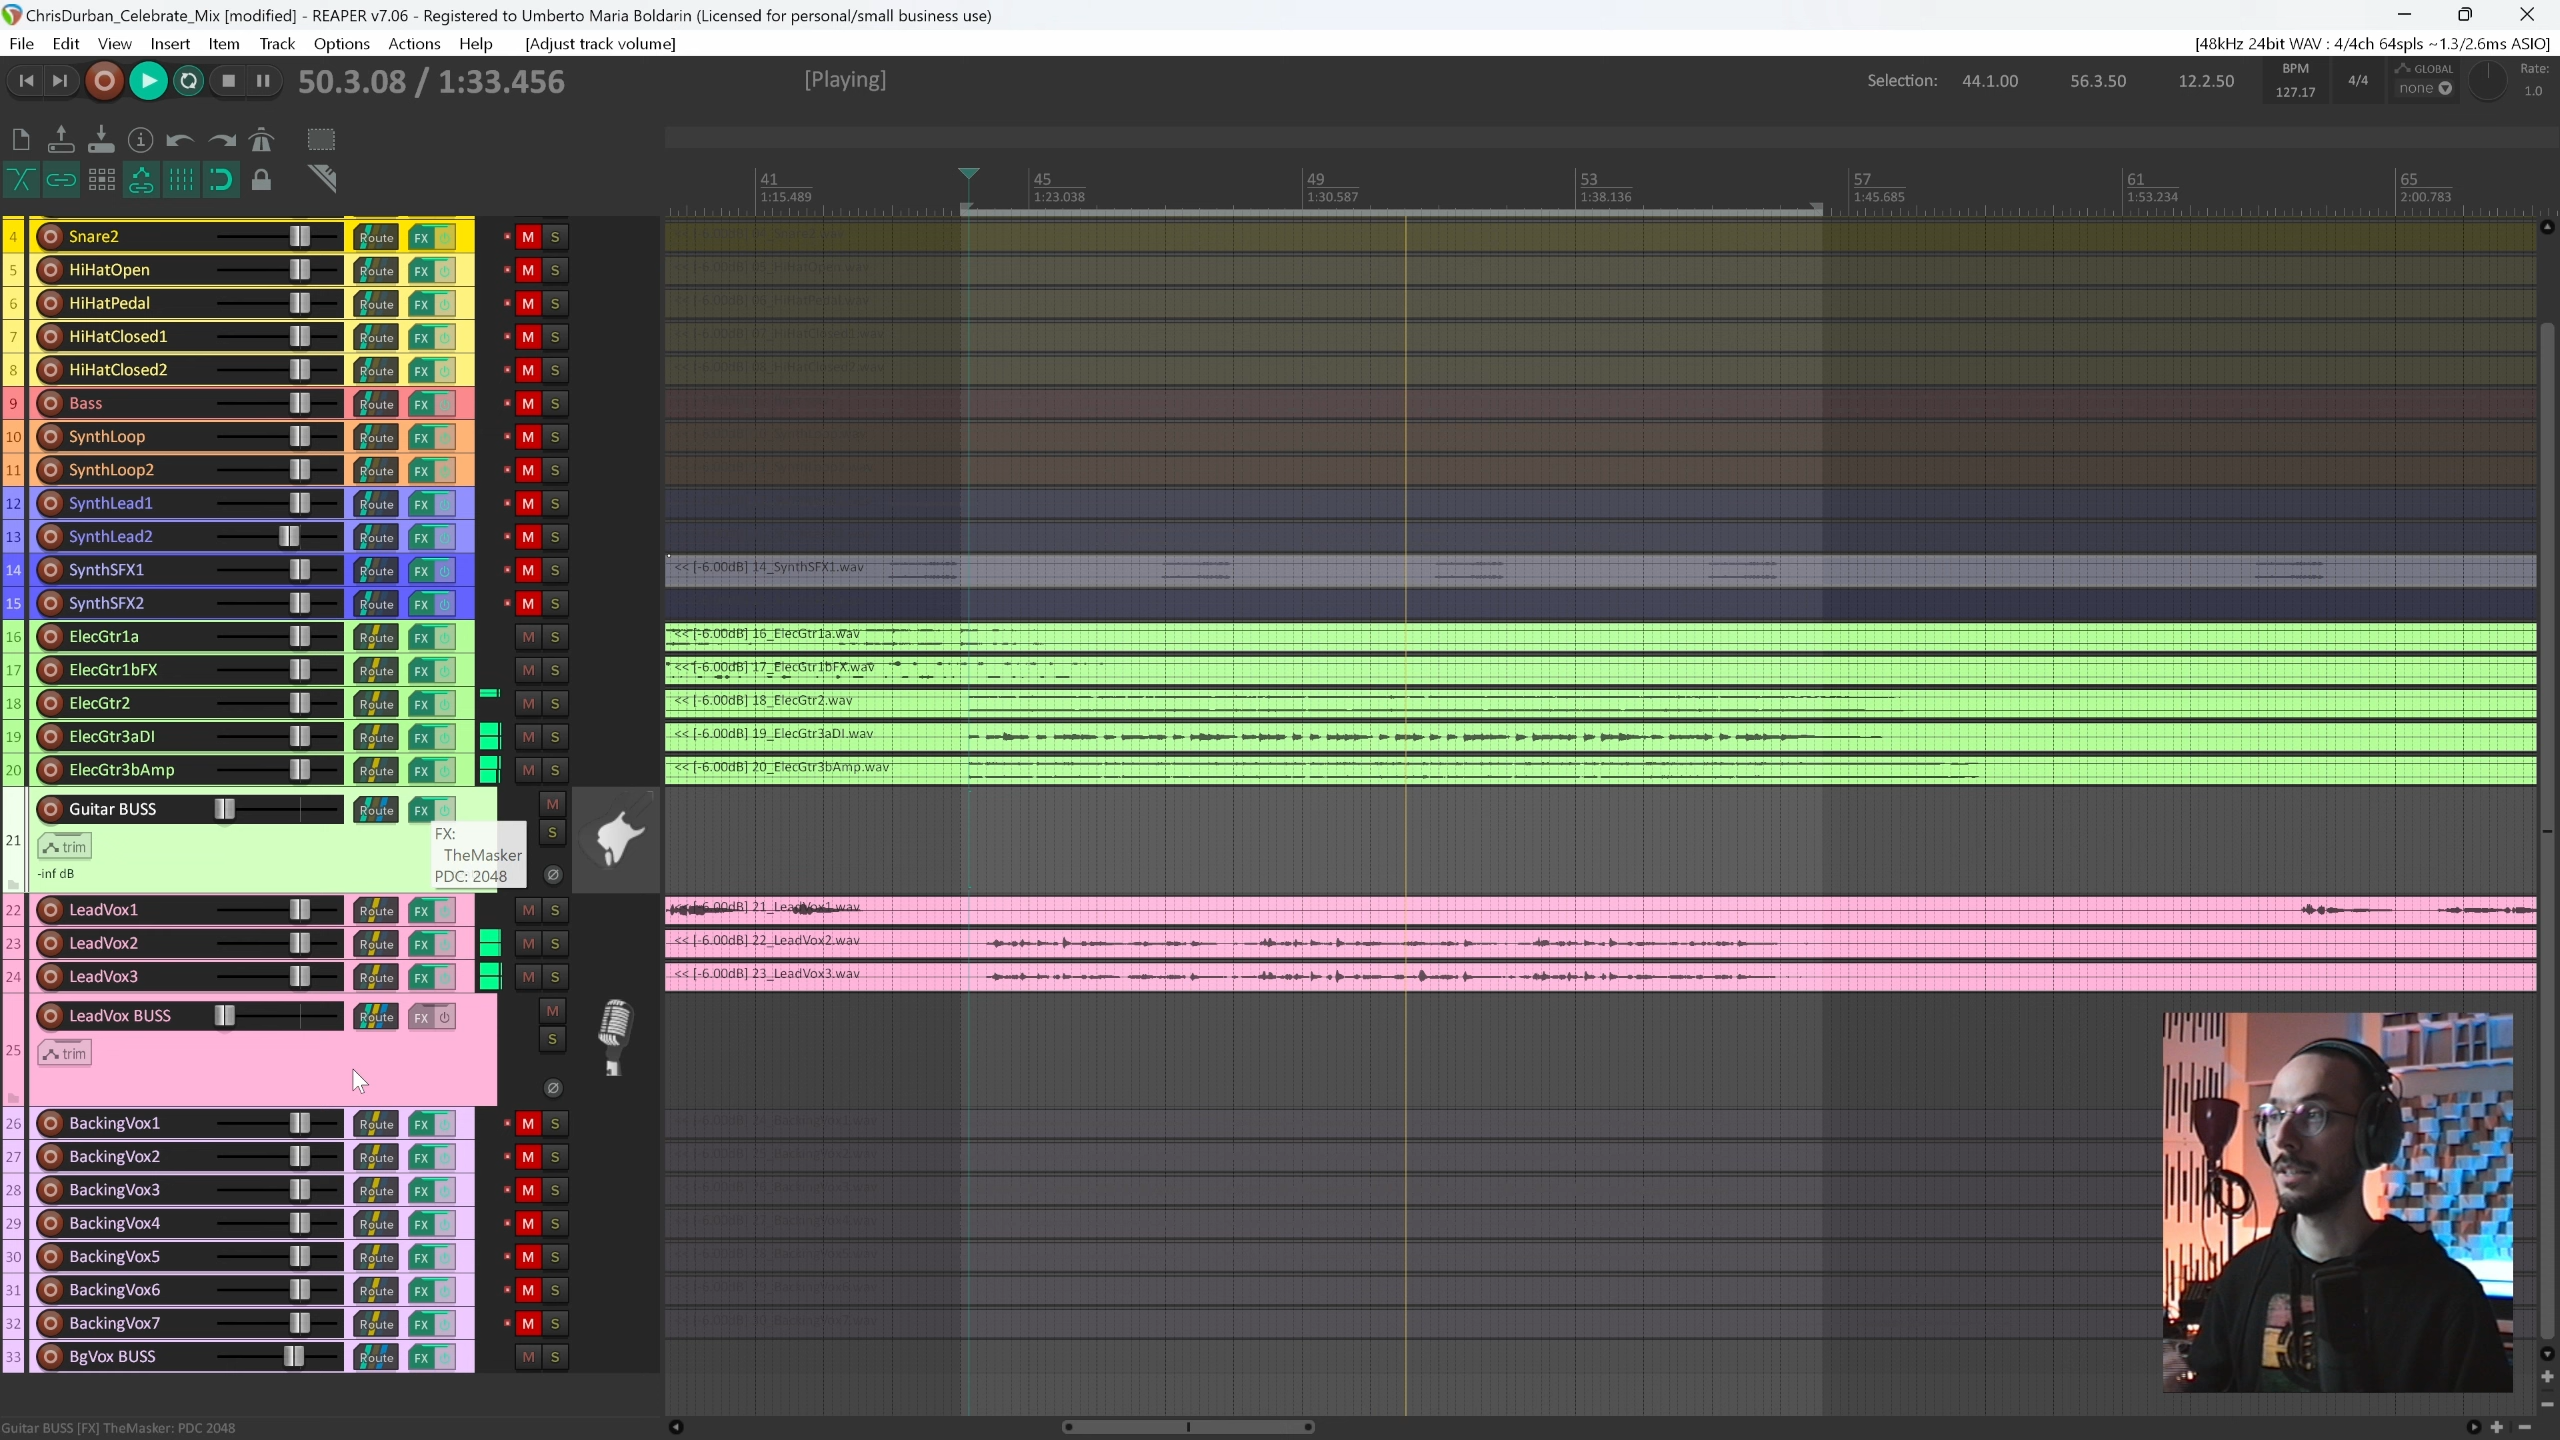 ChrisDurban_Celebrate_Mix [modified] - REAPER v7.06 - Registered to Umberto Maria Boldarin (Licensed for personal/small business use)
File Edit View Insert Item Track Options Actions Help [Adjust track volume]
[48kHz 24bit WAV : 4/4ch 64spls ~1.3/2.6ms ASIO]
50.3.08 / 1:33.456
[Playing]
Selection: 44.1.00 56.3.50 12.2.50
BPM
127.17
4/4
GLOBAL
none
Rate:
1.0
41 45 49 53 57 61 65
1:15.489 1:23.038 1:30.587 1:38.136 1:45.685 1:53.234 2:00.783
4 Snare2 Route FX M S
5 HiHatOpen Route FX M S
6 HiHatPedal Route FX M S
7 HiHatClosed1 Route FX M S
8 HiHatClosed2 Route FX M S
9 Bass Route FX M S
10 SynthLoop Route FX M S
11 SynthLoop2 Route FX M S
12 SynthLead1 Route FX M S
13 SynthLead2 Route FX M S
14 SynthSFX1 Route FX M S << [-6.00dB] 14_SynthSFX1.wav
15 SynthSFX2 Route FX M S
16 ElecGtr1a Route FX M S << [-6.00dB] 16_ElecGtr1a.wav
17 ElecGtr1bFX Route FX M S << [-6.00dB] 17_ElecGtr1bFX.wav
18 ElecGtr2 Route FX M S << [-6.00dB] 18_ElecGtr2.wav
19 ElecGtr3aDI Route FX M S << [-6.00dB] 19_ElecGtr3aDI.wav
20 ElecGtr3bAmp Route FX M S << [-6.00dB] 20_ElecGtr3bAmp.wav
21 Guitar BUSS Route FX M
S
trim
-inf dB
FX:
TheMasker
PDC: 2048
22 LeadVox1 Route FX M S << [-6.00dB] 21_LeadVox1.wav
23 LeadVox2 Route FX M S << [-6.00dB] 22_LeadVox2.wav
24 LeadVox3 Route FX M S << [-6.00dB] 23_LeadVox3.wav
25 LeadVox BUSS Route FX M
S
trim
26 BackingVox1 Route FX M S
27 BackingVox2 Route FX M S
28 BackingVox3 Route FX M S
29 BackingVox4 Route FX M S
30 BackingVox5 Route FX M S
31 BackingVox6 Route FX M S
32 BackingVox7 Route FX M S
33 BgVox BUSS Route FX M S
Guitar BUSS [FX] TheMasker: PDC 2048